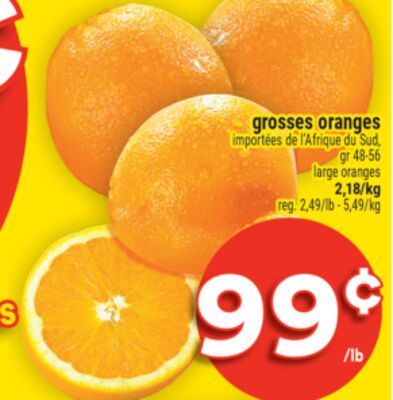 grosses oranges
importées de l'Afrique du Sud,
gr 48-56
large oranges
2,18/kg
reg. 2,49/lb - 5,49/kg
99¢
/lb